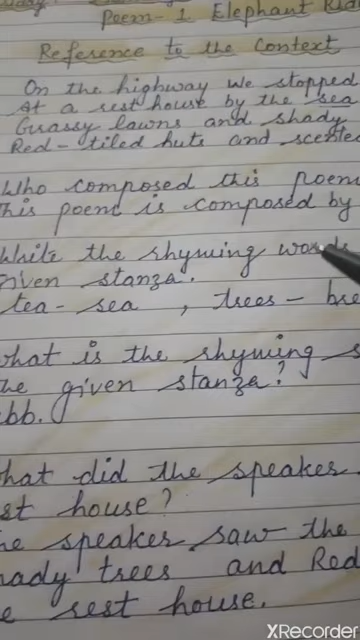 Poem-1 Elephant Rid
Reference to the Context
On the highway we stopped
At a rest house by the sea
Grassy lawns and shady
Red-tiled huts and scented
Who composed this poem
This poem is composed by
Write the rhyming words
given stanza.
tea-sea, trees-bre
what is the rhyming s
the given stanza?
abb.
What did the speaker
st house?
he speaker saw the
hady trees and Red
e rest house.
XRecorder